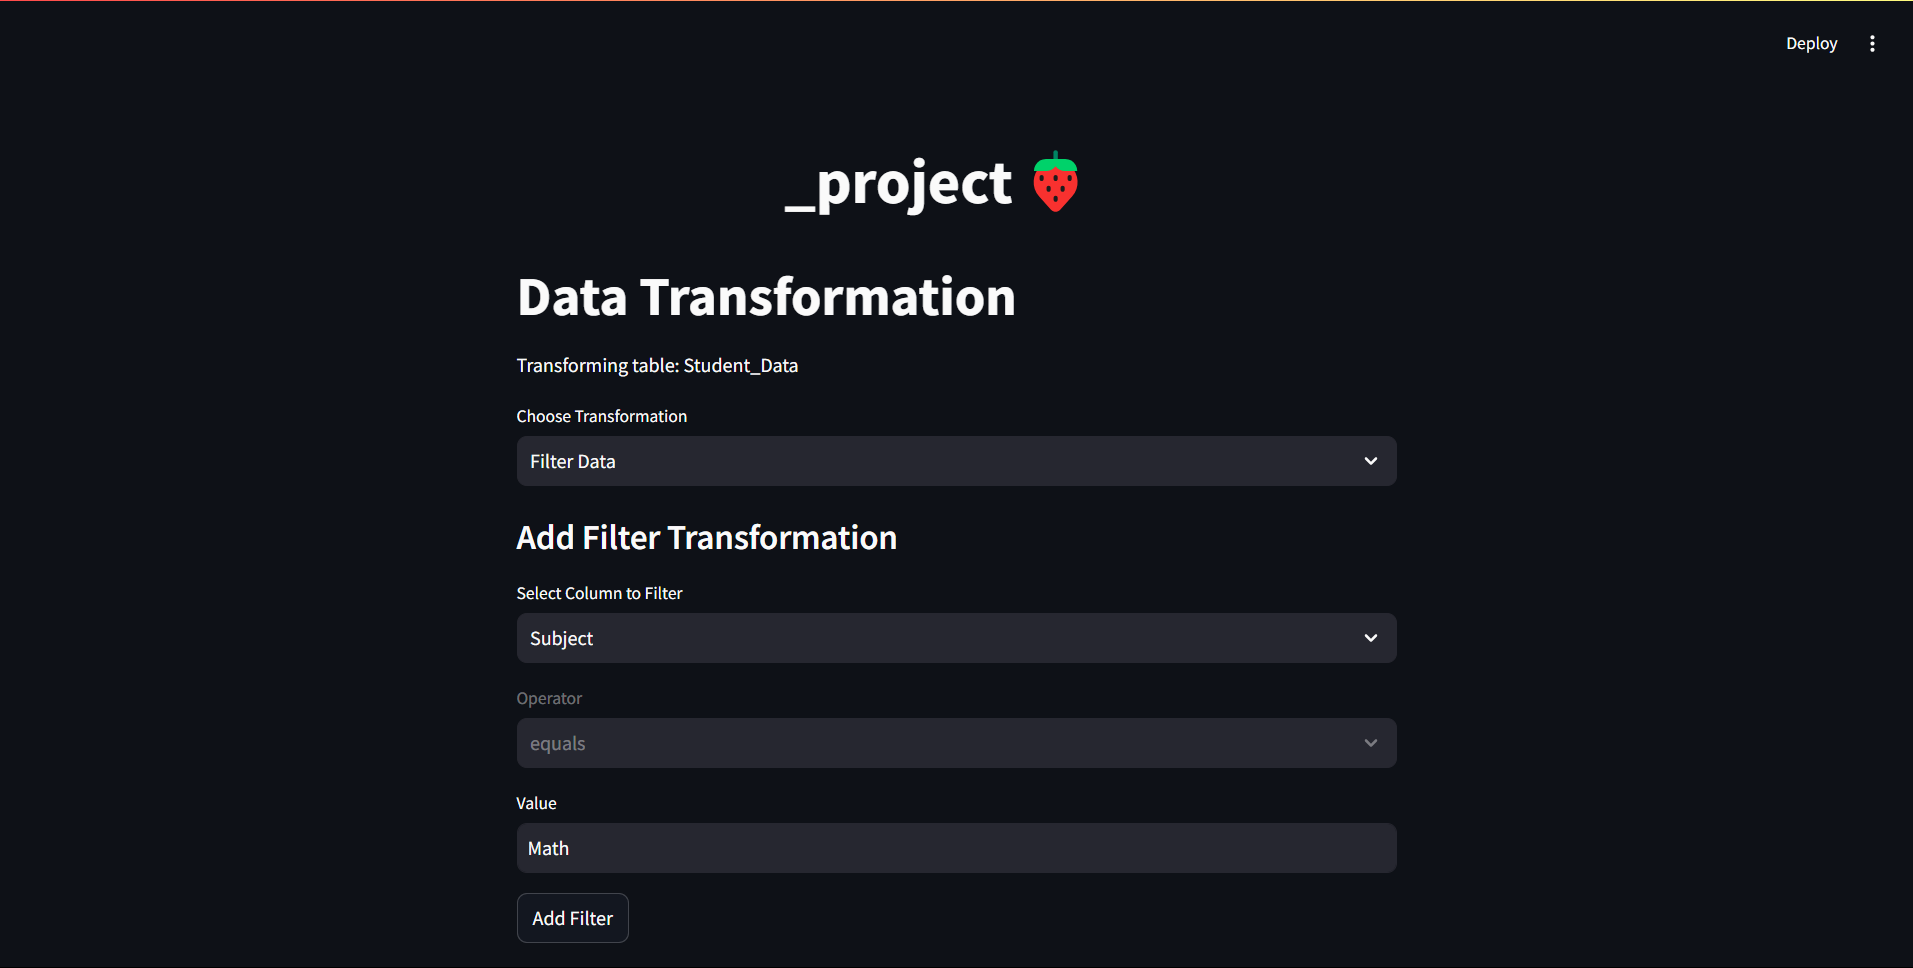 Deploy
_project
Data Transformation
Transforming table: Student_Data
Choose Transformation
Filter Data
Add Filter Transformation
Select Column to Filter
Subject
Operator
equals
Value
Math
Add Filter